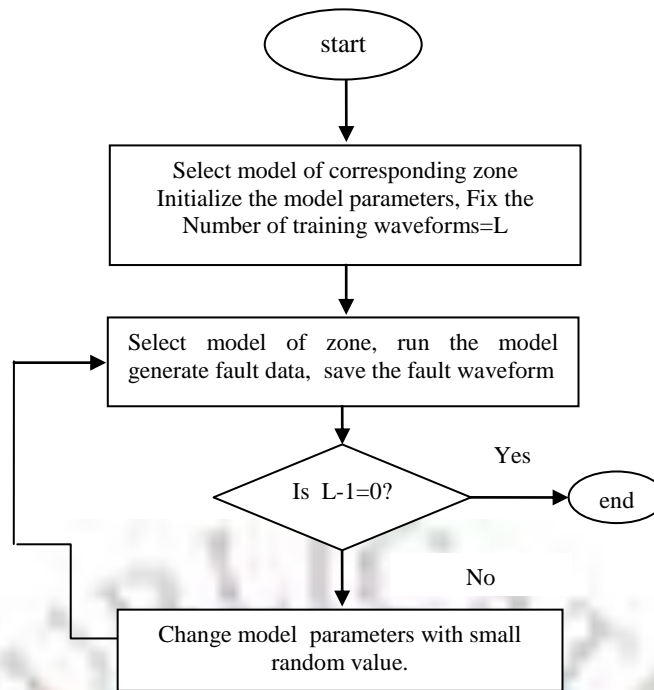 start
Select model of corresponding zone
Initialize the model parameters, Fix the
Number of training waveforms=L
Select model of zone, run the model
generate fault data, save the fault waveform
Yes
Is L-1=0?
end
No
Change model parameters with small
random value.